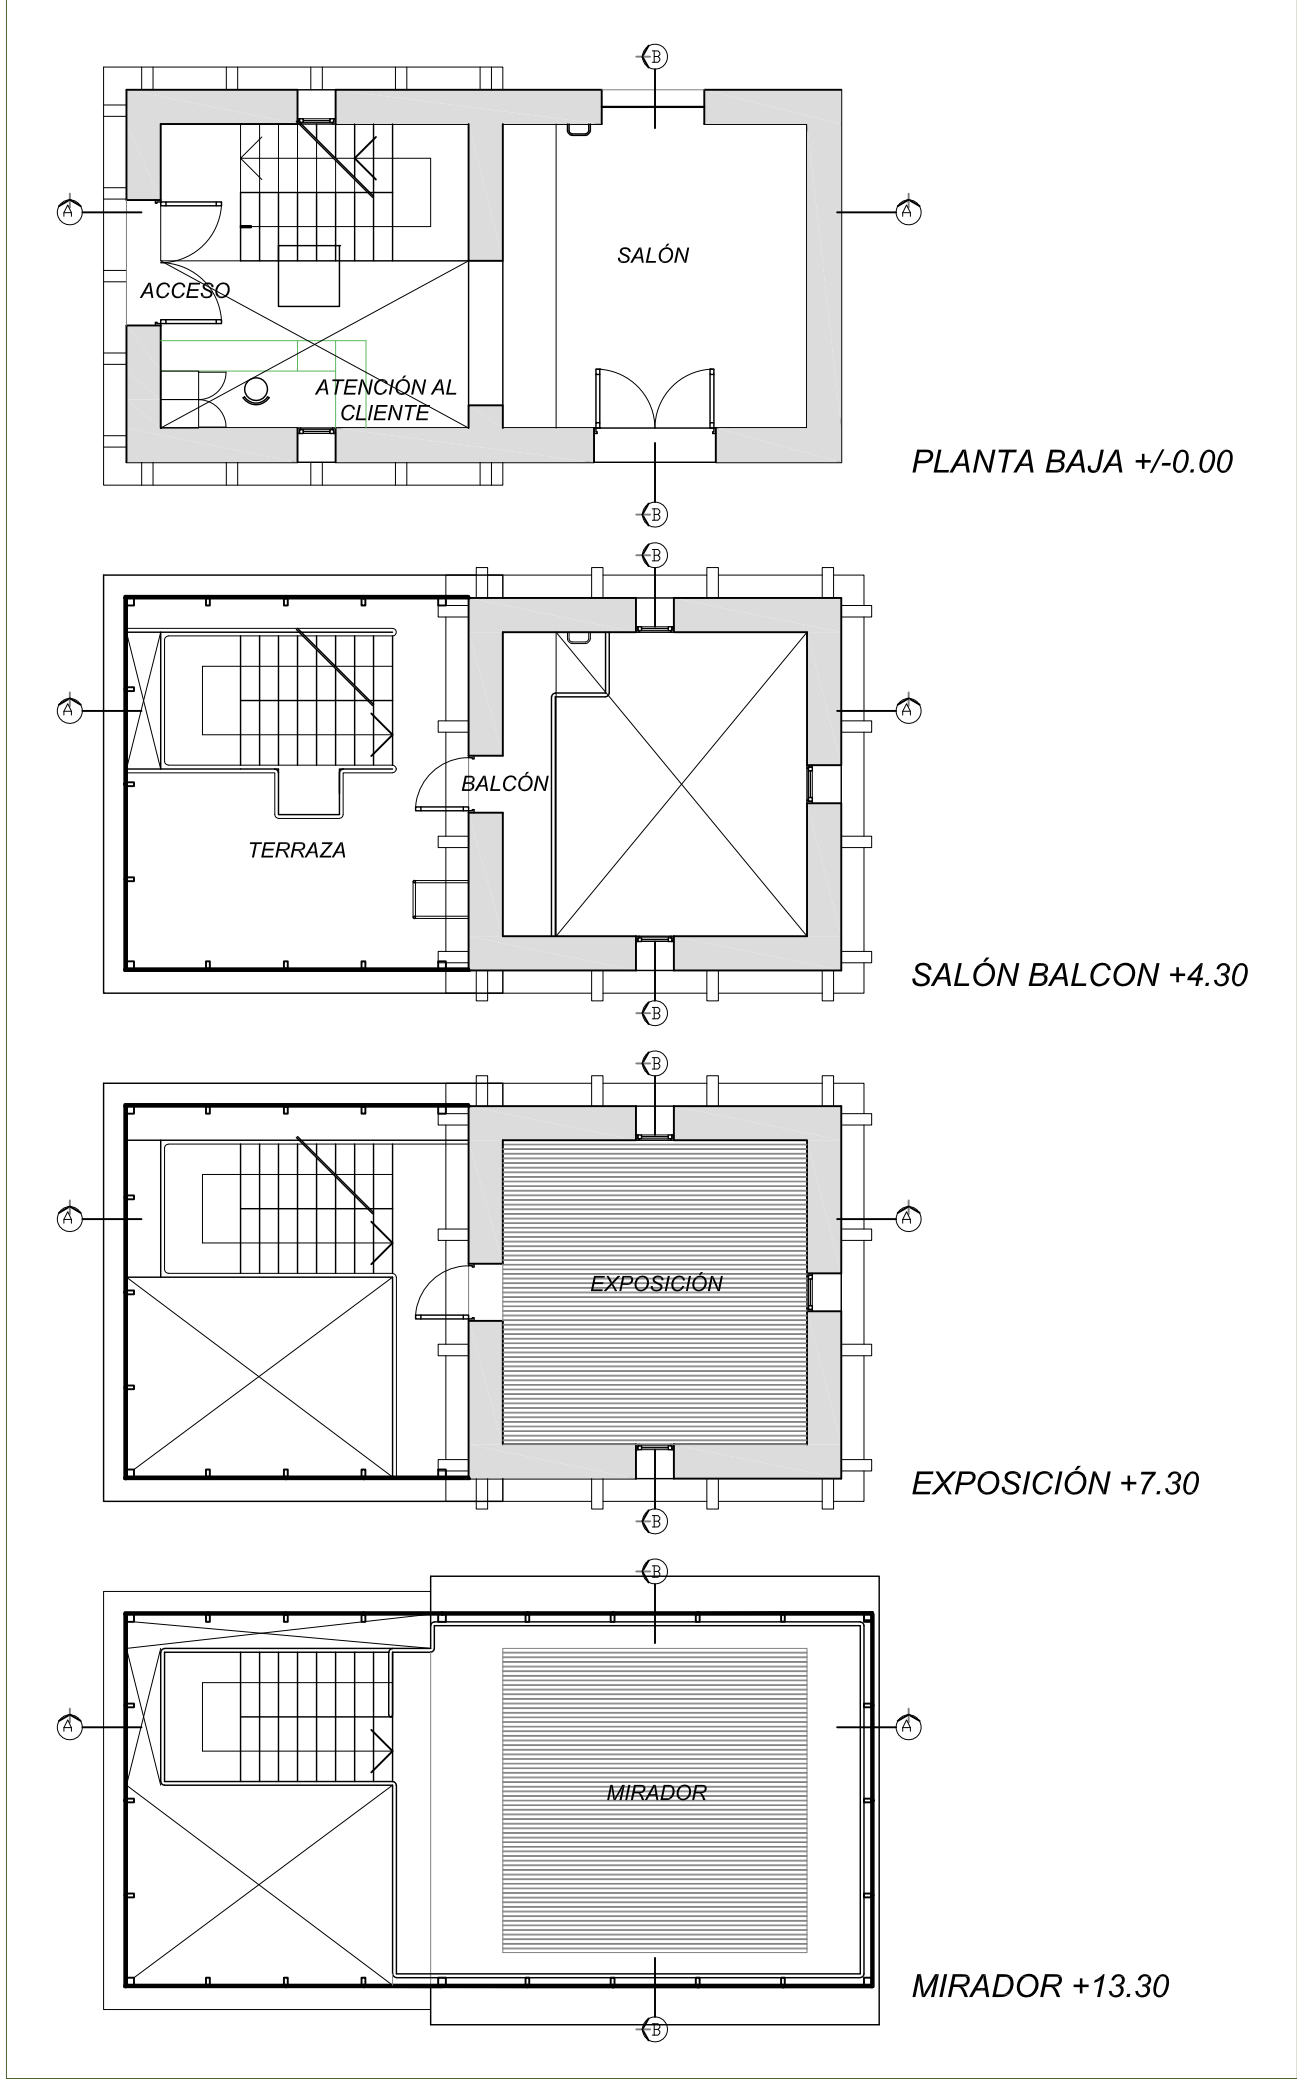 B
A
A
SALÓN
ACCESO
ATENCIÓN AL
CLIENTE
PLANTA BAJA +/-0.00
B
B
A
A
BALCÓN
TERRAZA
SALÓN BALCON +4.30
B
B
A
A
EXPOSICIÓN
EXPOSICIÓN +7.30
B
B
A
A
MIRADOR
MIRADOR +13.30
B